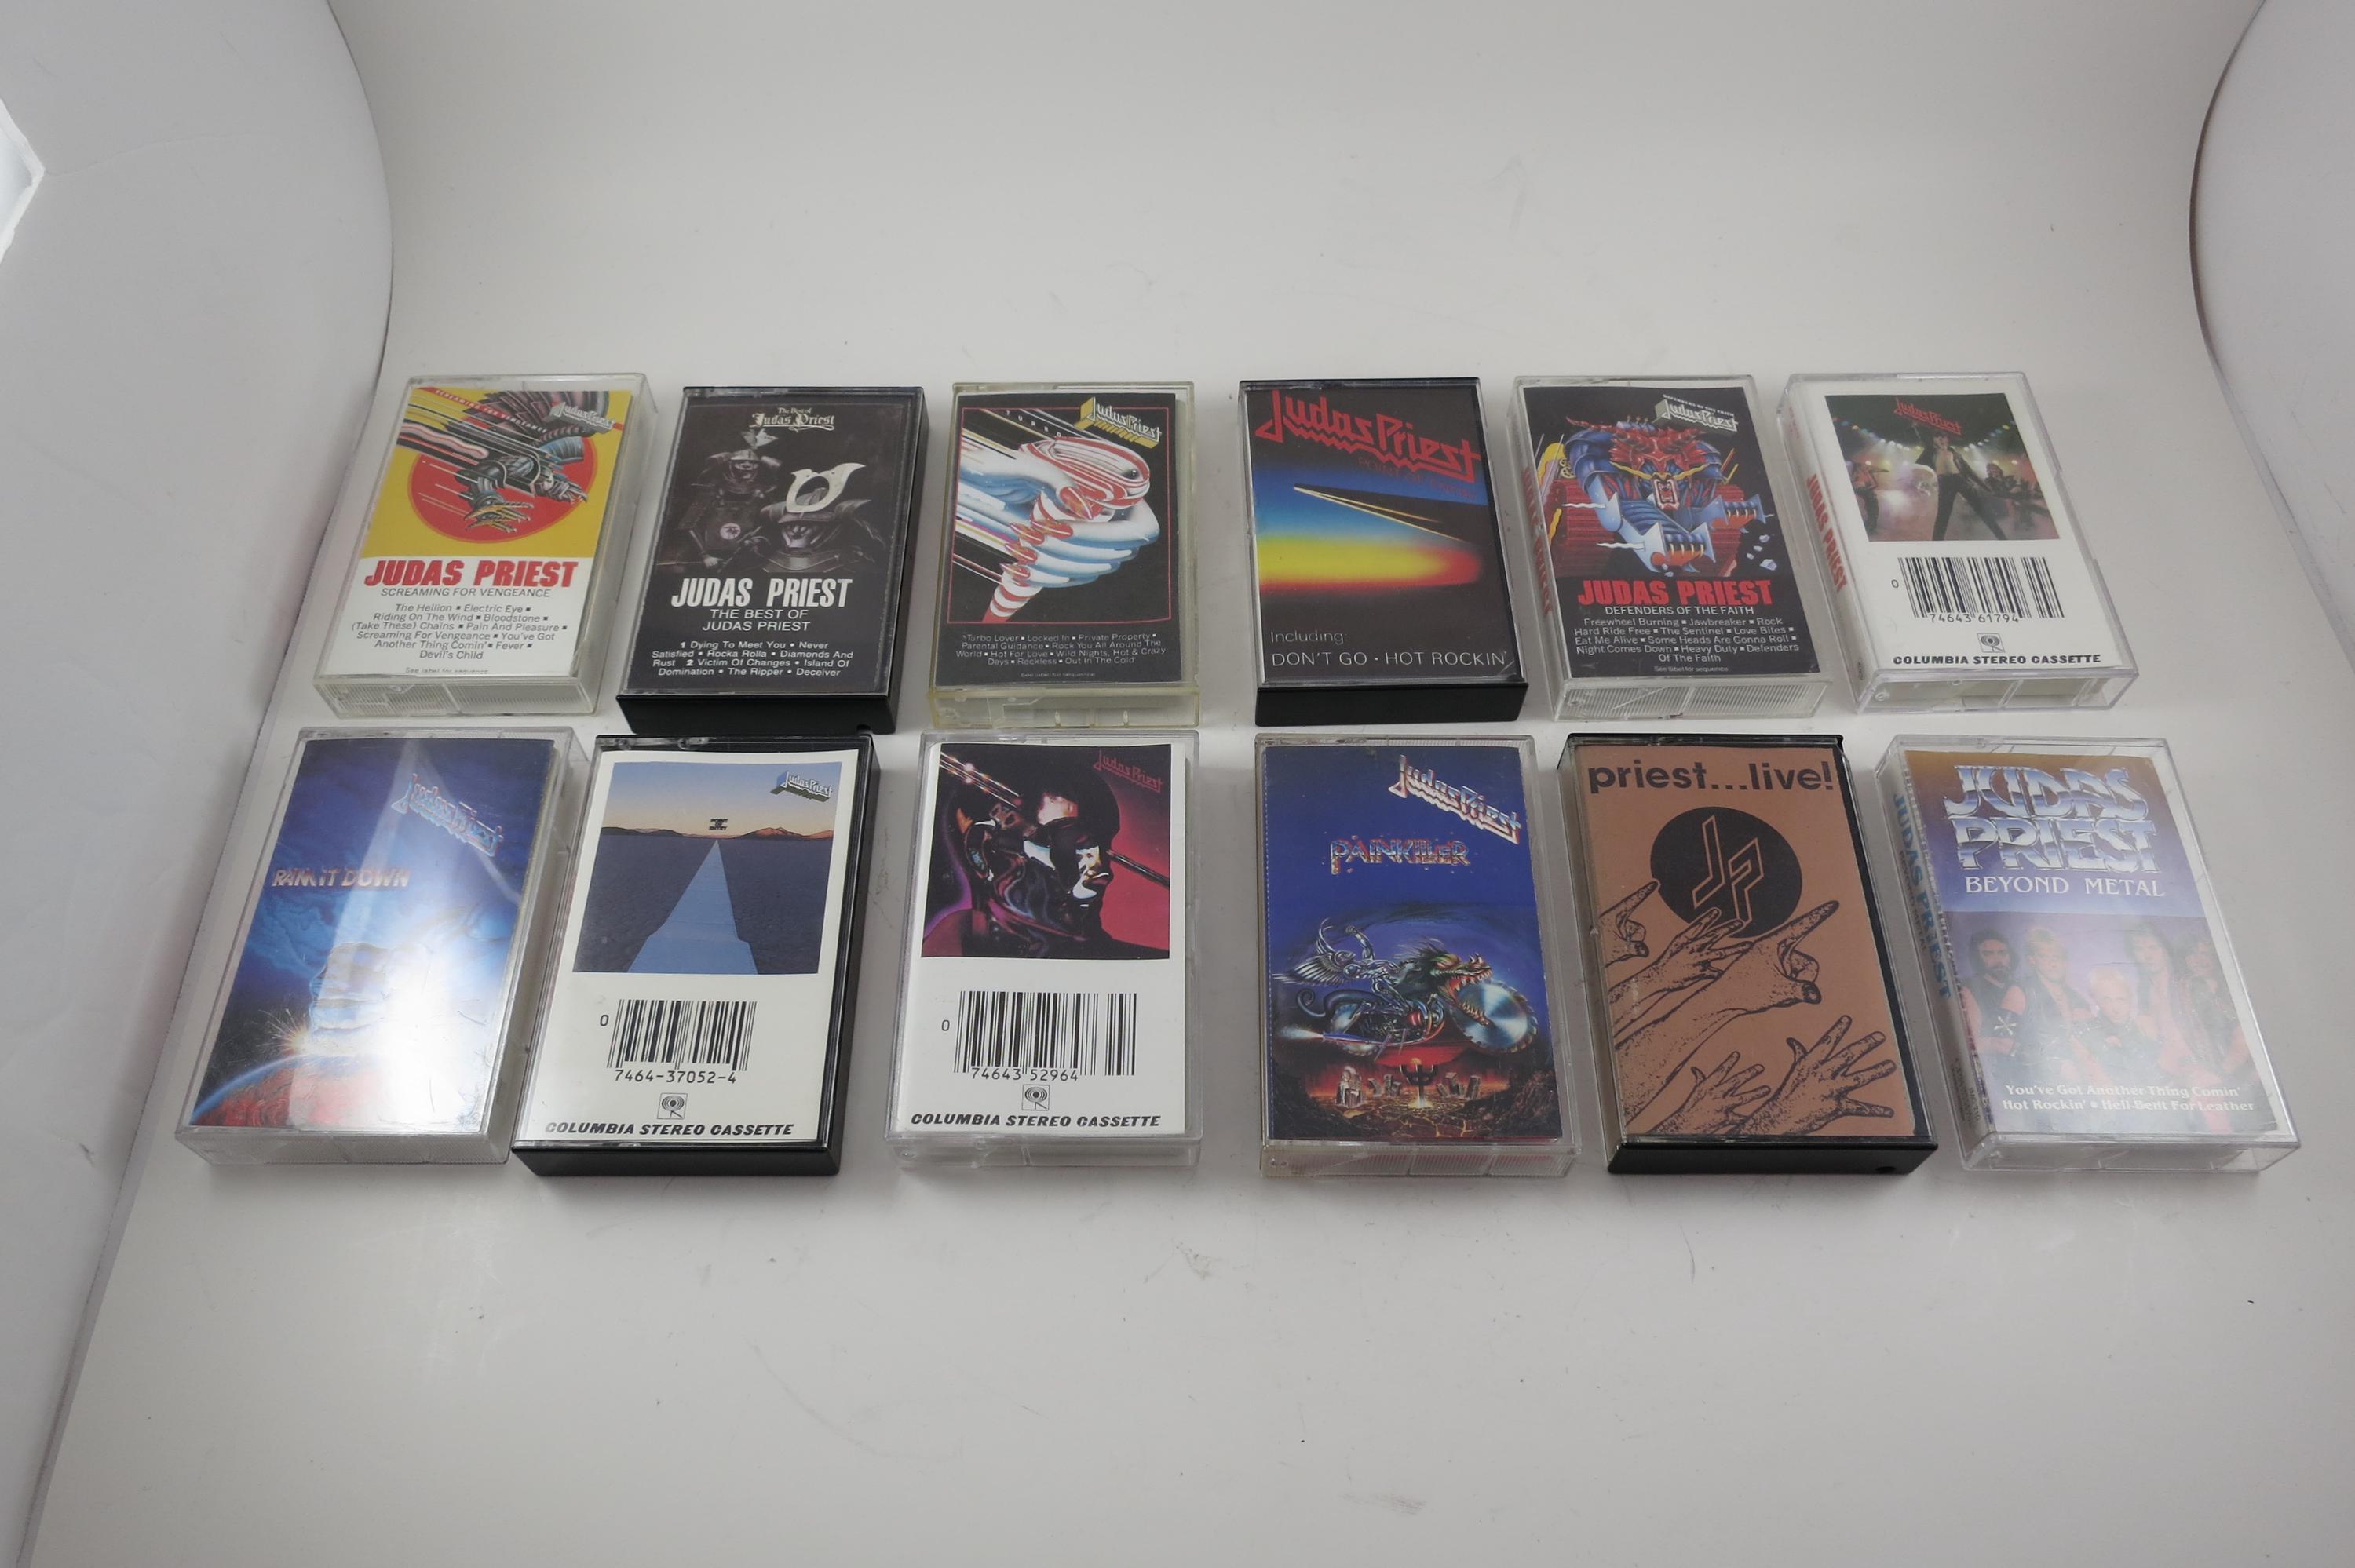 SCREAMING FOR VENGEANCE
Judas Priest
JUDAS PRIEST
SCREAMING FOR VENGEANCE
The Hellion ▪ Electric Eye ▪
Riding On The Wind ▪ Bloodstone ▪
(Take These) Chains ▪ Pain And Pleasure ▪
Screaming For Vengeance ▪ You've Got
Another Thing Comin' ▪ Fever ▪
Devil's Child
See label for sequence
The Best of
Judas Priest
JUDAS PRIEST
THE BEST OF
JUDAS PRIEST
1 Dying To Meet You • Never
Satisfied • Rocka Rolla • Diamonds And
Rust 2 Victim Of Changes • Island Of
Domination • The Ripper • Deceiver
TURBO
Judas Priest
Turbo Lover ▪ Locked In ▪ Private Property ▪
Parental Guidance ▪ Rock You All Around The
World ▪ Hot For Love ▪ Wild Nights, Hot & Crazy
Days ▪ Reckless ▪ Out In The Cold
See label for sequence
Judas Priest
Including:
DON'T GO · HOT ROCKIN'
DEFENDERS OF THE FAITH
Judas Priest
JUDAS PRIEST
JUDAS PRIEST
DEFENDERS OF THE FAITH
Freewheel Burning ▪ Jawbreaker ▪ Rock
Hard Ride Free ▪ The Sentinel ▪ Love Bites ▪
Eat Me Alive ▪ Some Heads Are Gonna Roll ▪
Night Comes Down ▪ Heavy Duty ▪ Defenders
Of The Faith
See label for sequence
Judas Priest
JUDAS PRIEST
0
74643 61794
COLUMBIA STEREO CASSETTE
Judas Priest
RAM IT DOWN
Judas Priest
POINT OF ENTRY
0
7464-37052-4
COLUMBIA STEREO CASSETTE
Judas Priest
0
74643 52964
COLUMBIA STEREO CASSETTE
Judas Priest
PAINKILLER
priest...live!
JP
JUDAS
PRIEST
BEYOND METAL
JUDAS PRIEST
You've Got Another Thing Comin'
Hot Rockin' • Hell Bent For Leather